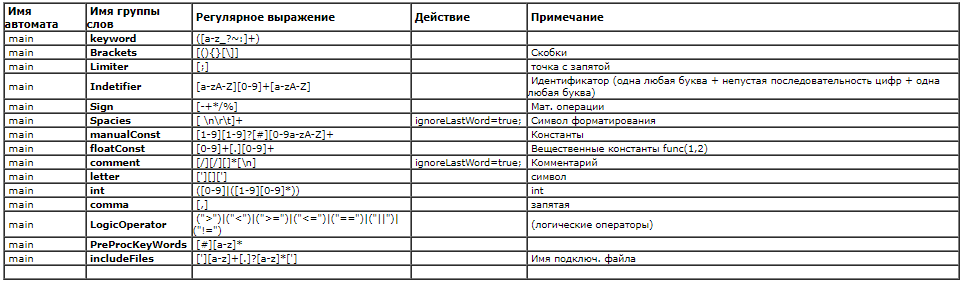 Имя автомата Имя группы слов Регулярное выражение Действие Примечание
main keyword ([a-z_?~:]+)
main Brackets [(){}[\]] Скобки
main Limiter [;] точка с запятой
main Indetifier [a-zA-Z][0-9]+[a-zA-Z] Идентификатор (одна любая буква + непустая последовательность цифр + одна любая буква)
main Sign [-+*/%] Мат. операции
main Spacies [ \n\r\t]+ ignoreLastWord=true; Символ форматирования
main manualConst [1-9][1-9]?[#][0-9a-zA-Z]+ Константы
main floatConst [0-9]+[.][0-9]+ Вещественные константы func(1,2)
main comment [/][/][]*[\n] ignoreLastWord=true; Комментарий
main letter ['][]['] символ
main int ([0-9]|([1-9][0-9]*)) int
main comma [,] запятая
main LogicOperator (">")|("<")|(">=")|("<=")|("==")|("||")|("!=") (логические операторы)
main PreProcKeyWords [#][a-z]*
main includeFiles ['][a-z]+[.]?[a-z]*['] Имя подключ. файла